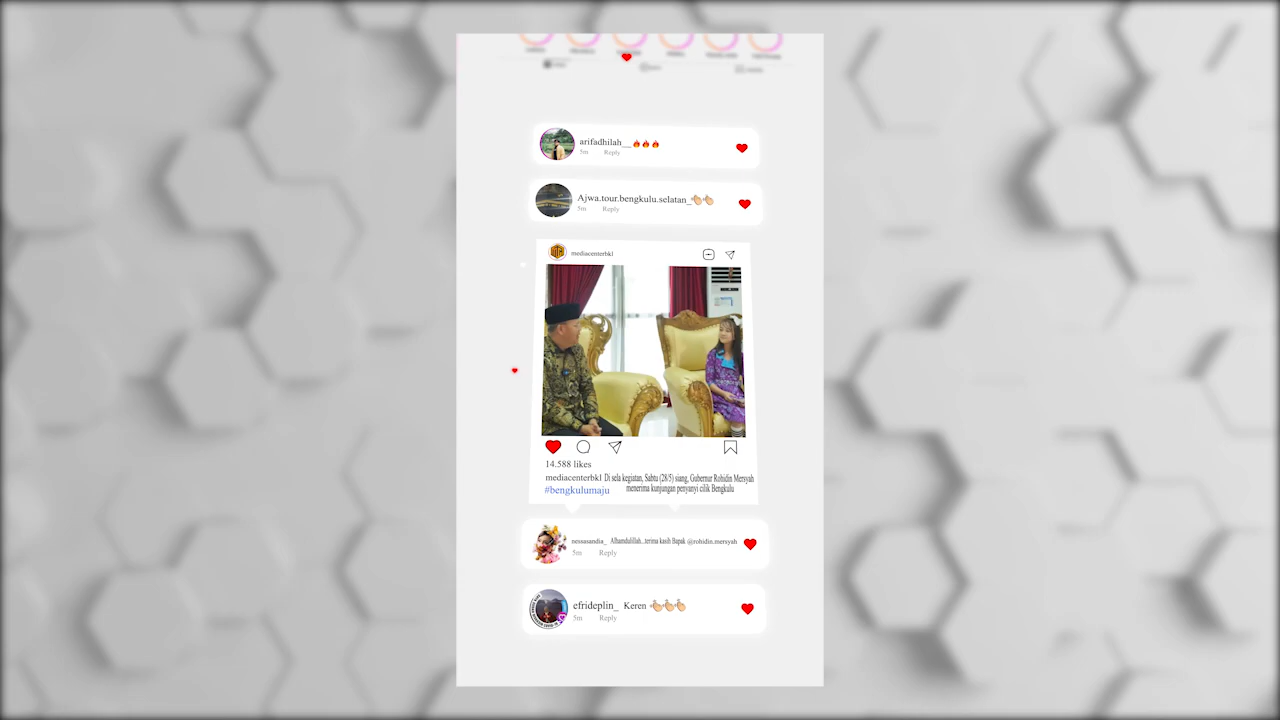 arifadhilah__🔥🔥🔥
5m Reply
Ajwa.tour.bengkulu.selatan_👏🏼👏🏼
5m Reply
mediacenterbkl
14.588 likes
mediacenterbkl Di sela kegiatan, Sabtu (28/5) siang, Gubernur Rohidin Mersyah
menerima kunjungan penyanyi cilik Bengkulu
#bengkulumaju
nessasandia_ Alhamdulillah...terima kasih Bapak @rohidin.mersyah
5m Reply
efrideplin_ Keren 👏🏼👏🏼👏🏼
5m Reply